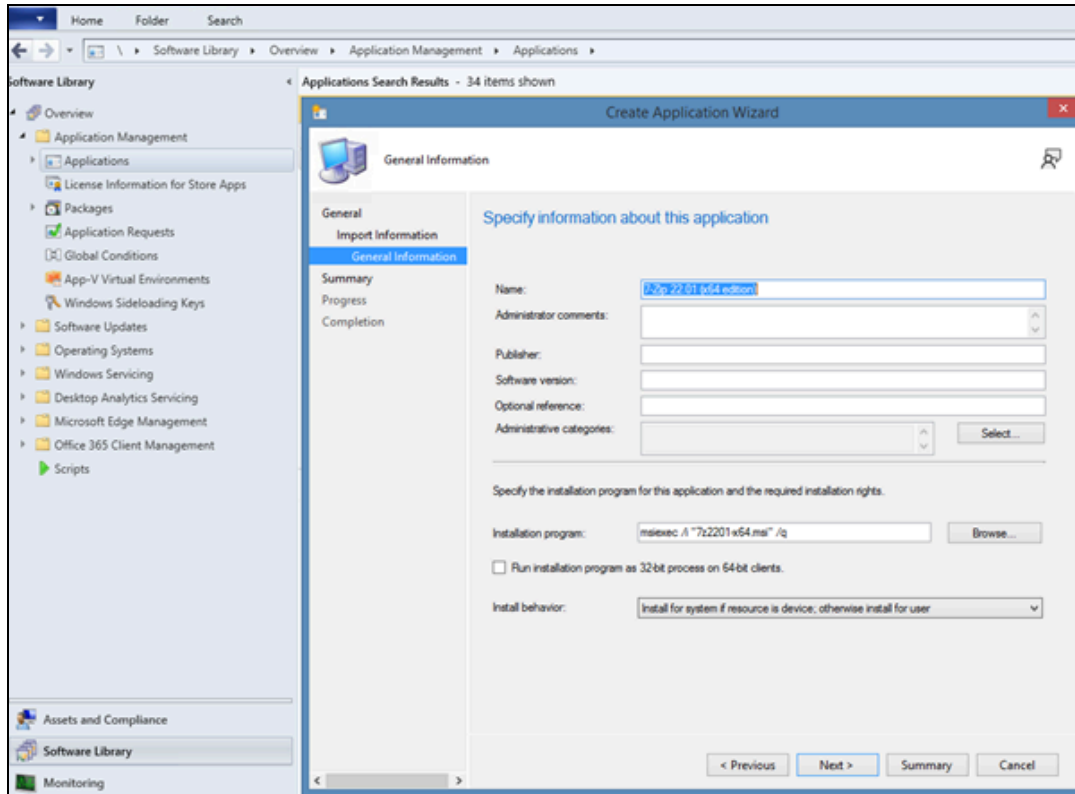 Home Folder Search
\ Software Library Overview Application Management Applications
Software Library
Applications Search Results - 34 items shown
Overview
Application Management
Applications
License Information for Store Apps
Packages
Application Requests
Global Conditions
App-V Virtual Environments
Windows Sideloading Keys
Software Updates
Operating Systems
Windows Servicing
Desktop Analytics Servicing
Microsoft Edge Management
Office 365 Client Management
Scripts
Assets and Compliance
Software Library
Monitoring
Create Application Wizard
General Information
General
Import Information
General Information
Summary
Progress
Completion
Specify information about this application
Name: 7-Zip 22.01 (x64 edition)
Administrator comments:
Publisher:
Software version:
Optional reference:
Administrative categories: Select...
Specify the installation program for this application and the required installation rights.
Installation program: msiexec /i "7z2201-x64.msi" /q Browse...
Run installation program as 32-bit process on 64-bit clients.
Install behavior: Install for system if resource is device; otherwise install for user
< Previous Next > Summary Cancel